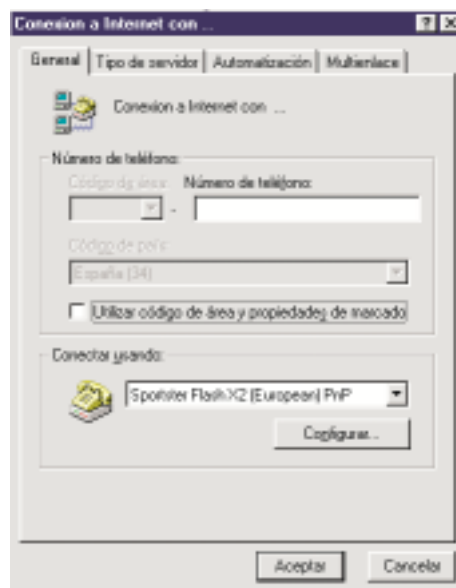 Conexion a Internet con ...
General Tipo de servidor Automatización Multienlace
Conexion a Internet con ...
Número de teléfono:
Código de área: Número de teléfono:
-
Código de país:
España (34)
Utilizar código de área y propiedades de marcado
Conectar usando:
Sportster Flash X2 (European) PnP
Configurar...
Aceptar Cancelar